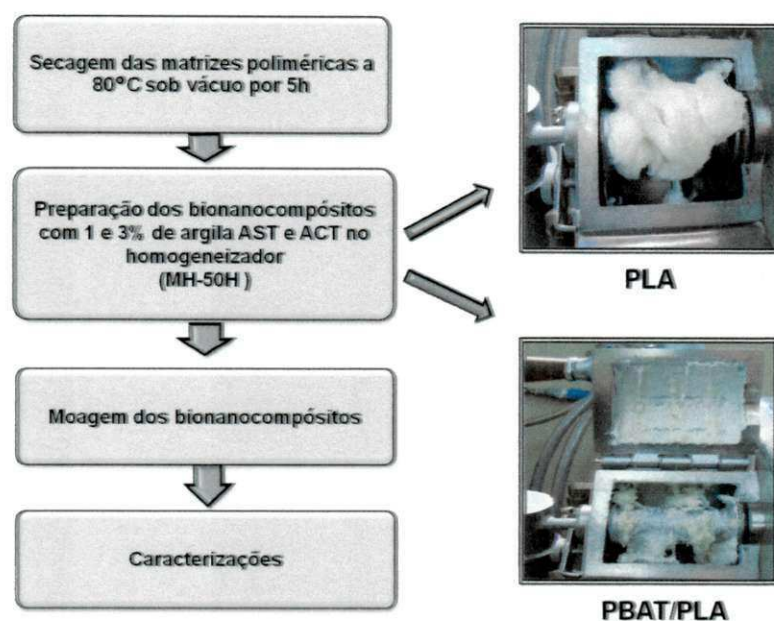 Secagem das matrizes poliméricas a
80°C sob vácuo por 5h
Preparação dos bionanocompósitos
com 1 e 3% de argila AST e ACT no
homogeneizador
(MH-50H )
PLA
Moagem dos bionanocompósitos
Caracterizações
PBAT/PLA